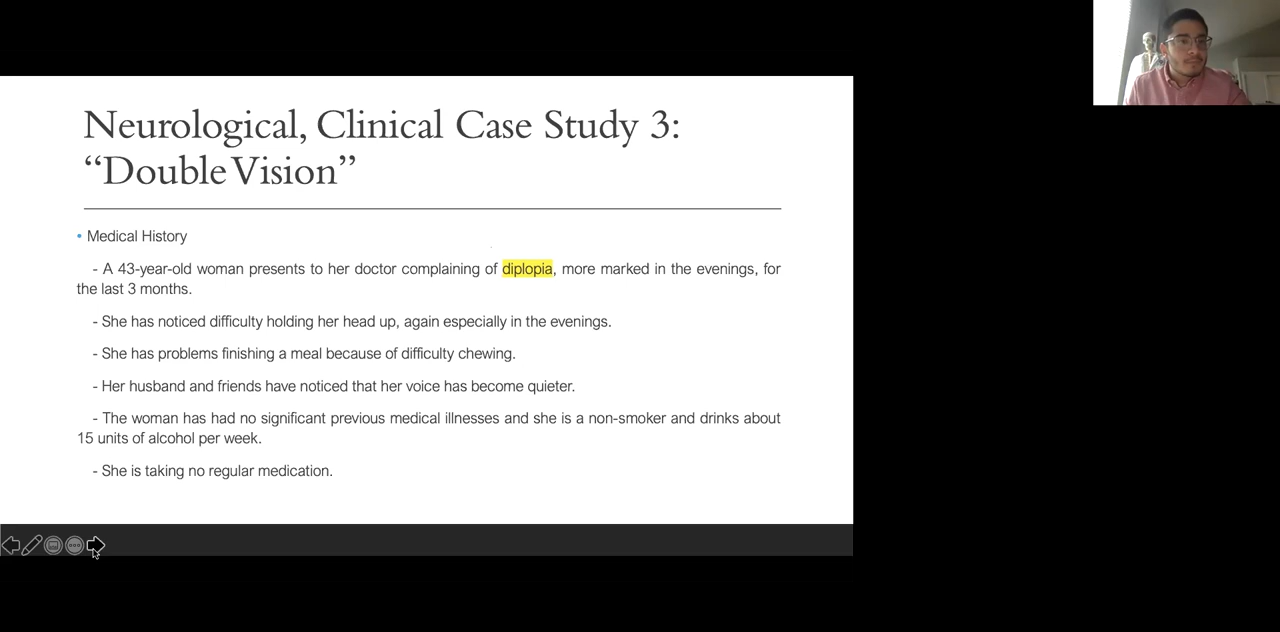 Neurological, Clinical Case Study 3:
“Double Vision”
• Medical History
- A 43-year-old woman presents to her doctor complaining of diplopia, more marked in the evenings, for
the last 3 months.
- She has noticed difficulty holding her head up, again especially in the evenings.
- She has problems finishing a meal because of difficulty chewing.
- Her husband and friends have noticed that her voice has become quieter.
- The woman has had no significant previous medical illnesses and she is a non-smoker and drinks about
15 units of alcohol per week.
- She is taking no regular medication.